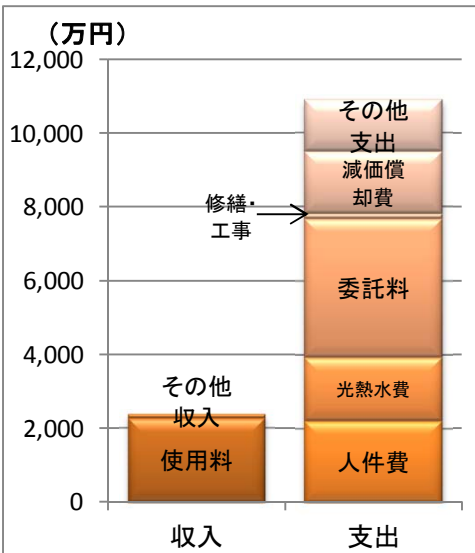 （万円）
12,000
10,000
8,000
6,000
4,000
2,000
0
その他
支出
減価償
却費
修繕・
工事
委託料
光熱水費
人件費
その他
収入
使用料
収入
支出